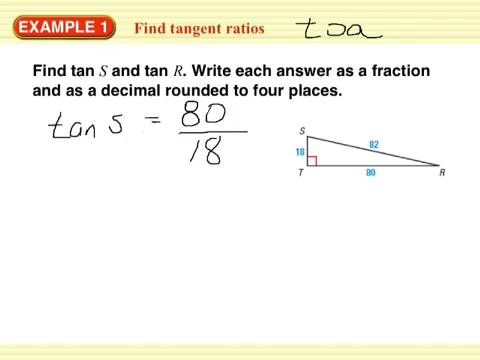 EXAMPLE 1 Find tangent ratios toa
Find tan S and tan R. Write each answer as a fraction
and as a decimal rounded to four places.
tan S = 80
18
S
82
18
T 80 R